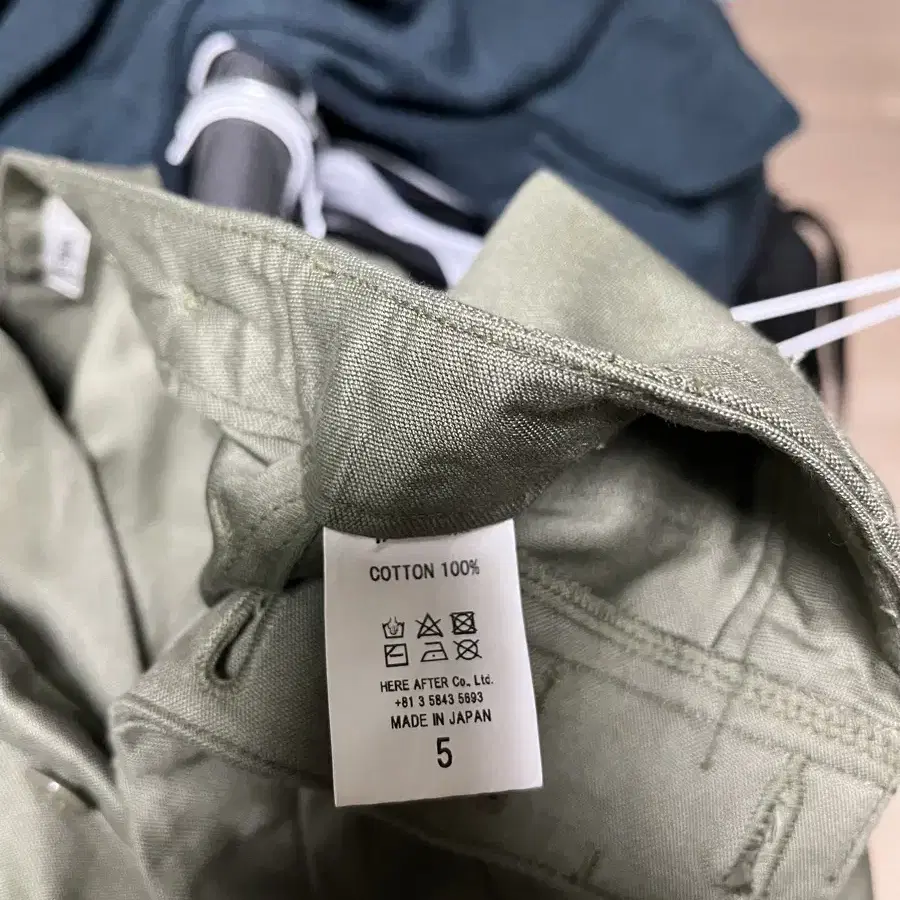 COTTON 100%
HERE AFTER Co., Ltd.
+81 3 5843 5693
MADE IN JAPAN
5